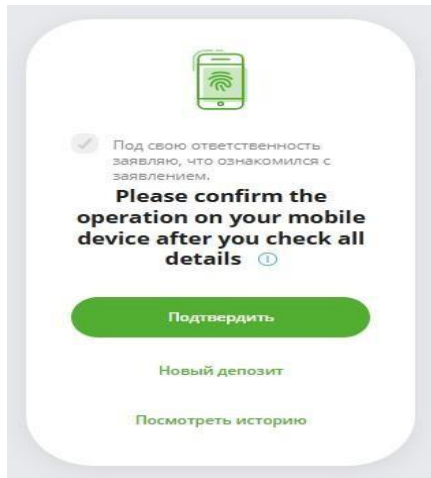 Под свою ответственность
заявляю, что ознакомился с
заявлением.
Please confirm the
operation on your mobile
device after you check all
details
Подтвердить
Новый депозит
Посмотреть историю